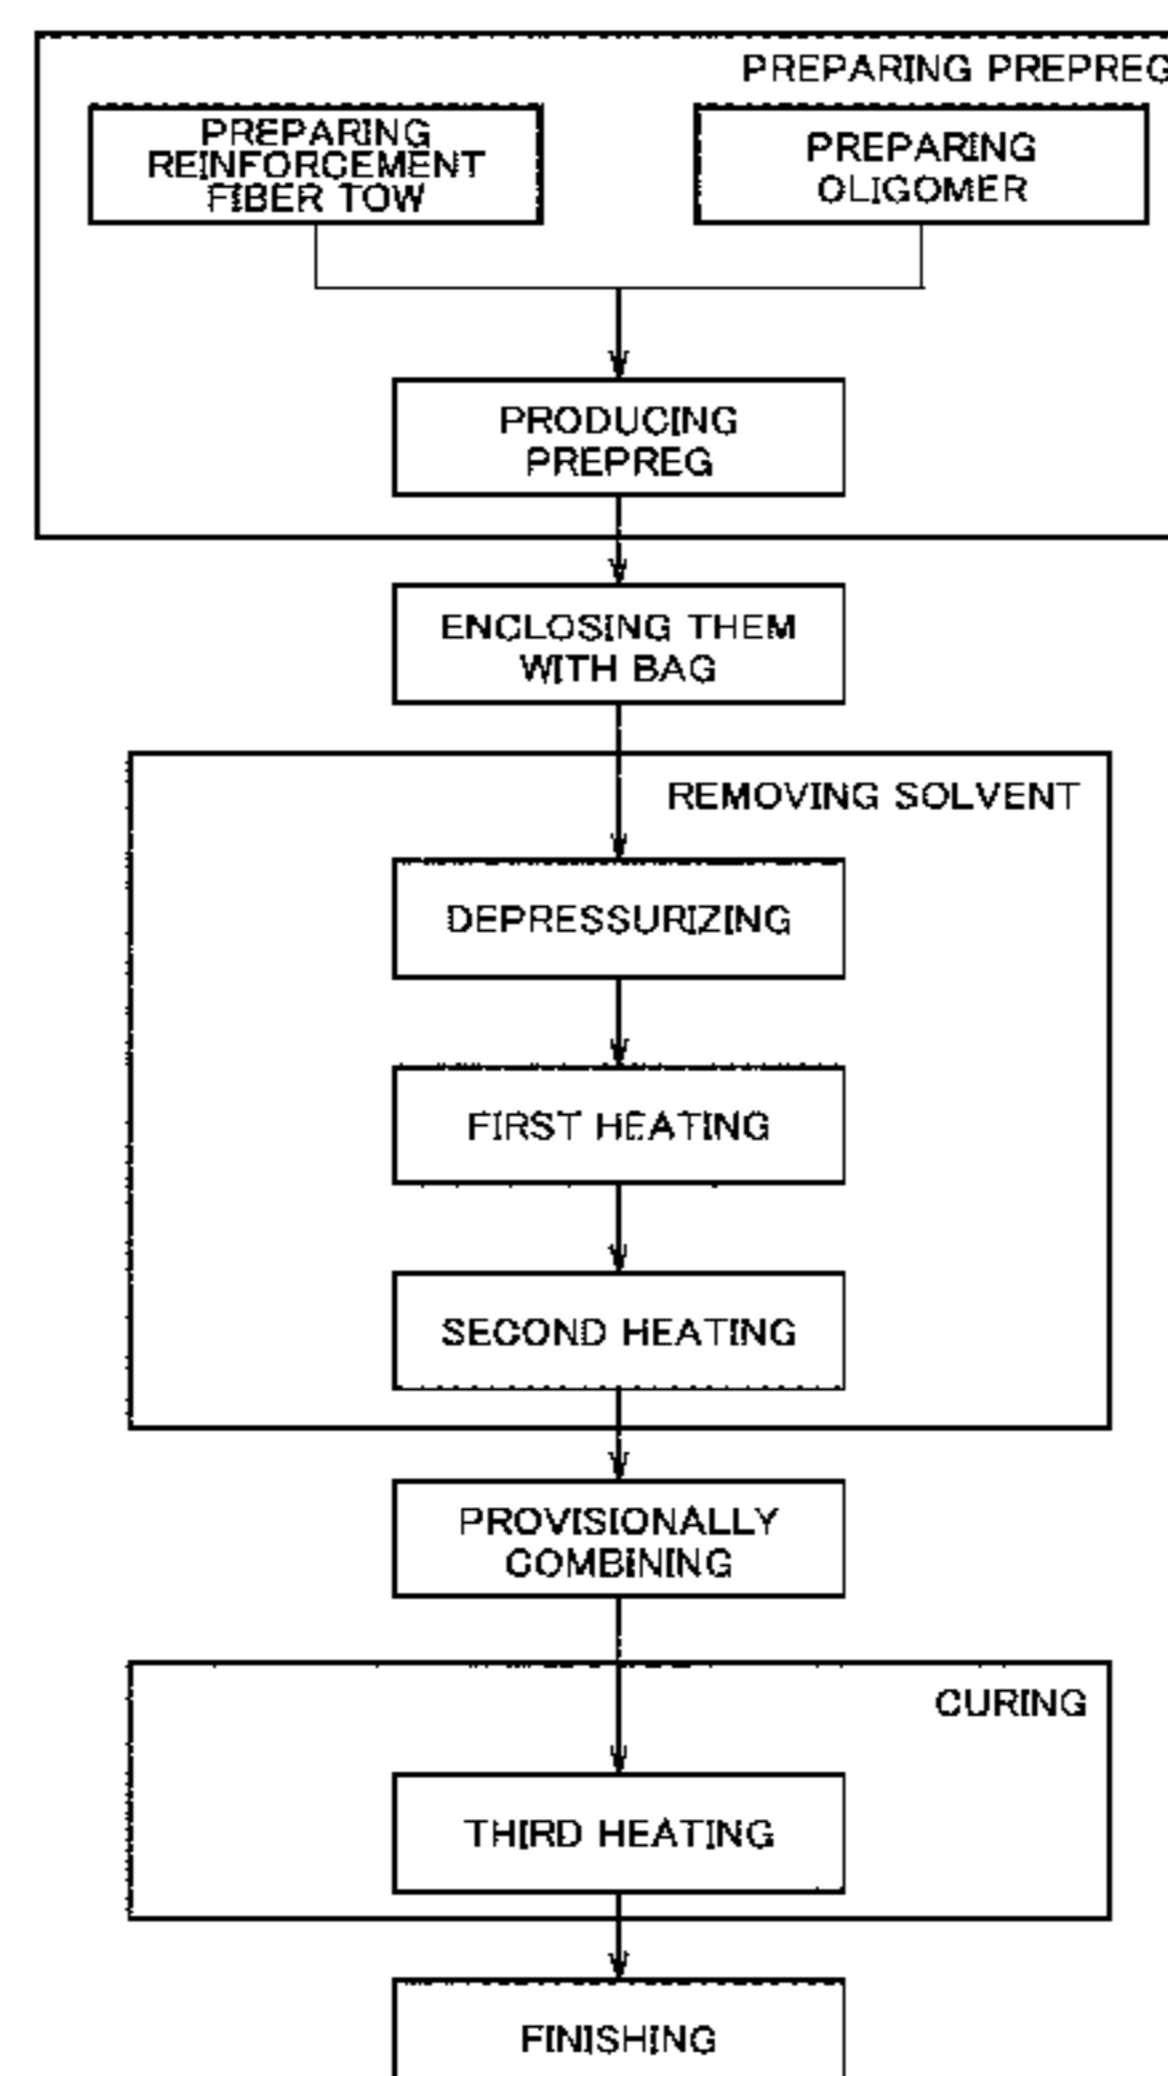 PREPARING PREPREG
PREPARING
REINFORCEMENT
FIBER TOW
PREPARING
OLIGOMER
PRODUCING
PREPREG
ENCLOSING THEM
WITH BAG
REMOVING SOLVENT
DEPRESSURIZING
FIRST HEATING
SECOND HEATING
PROVISIONALLY
COMBINING
CURING
THIRD HEATING
FINISHING